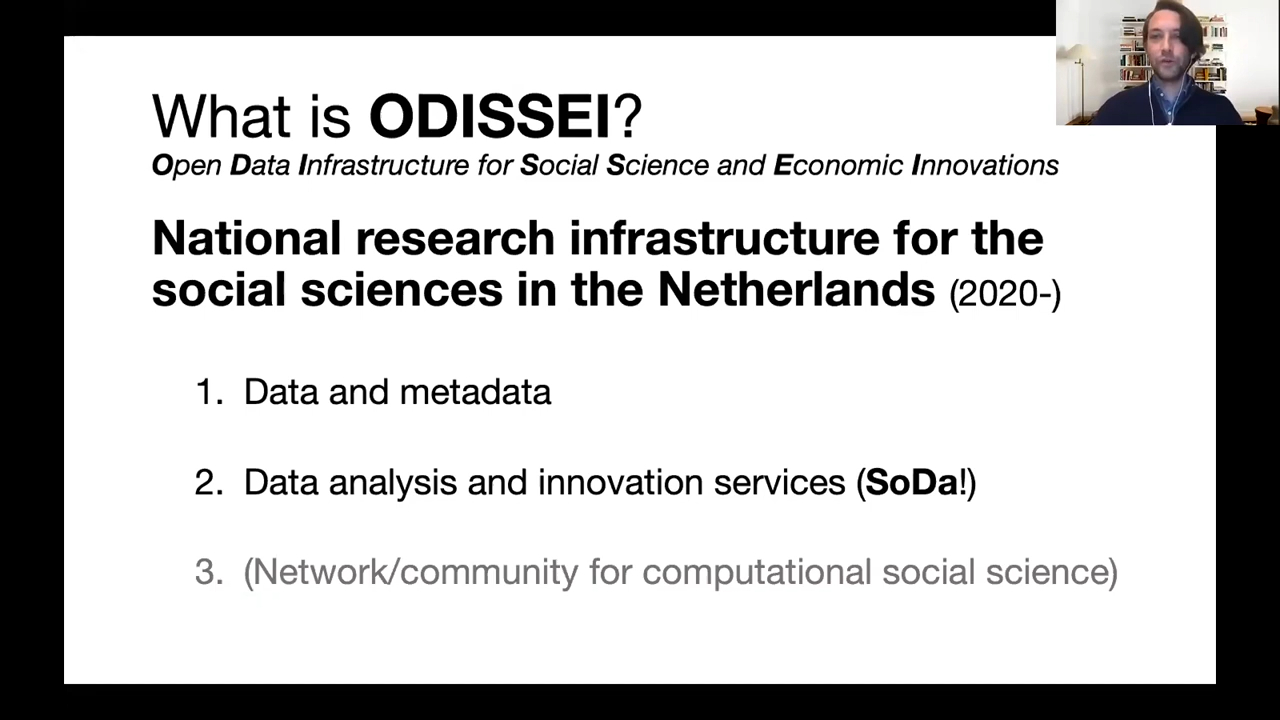 What is ODISSEI?
Open Data Infrastructure for Social Science and Economic Innovations
National research infrastructure for the
social sciences in the Netherlands (2020-)
1. Data and metadata
2. Data analysis and innovation services (SoDa!)
3. (Network/community for computational social science)